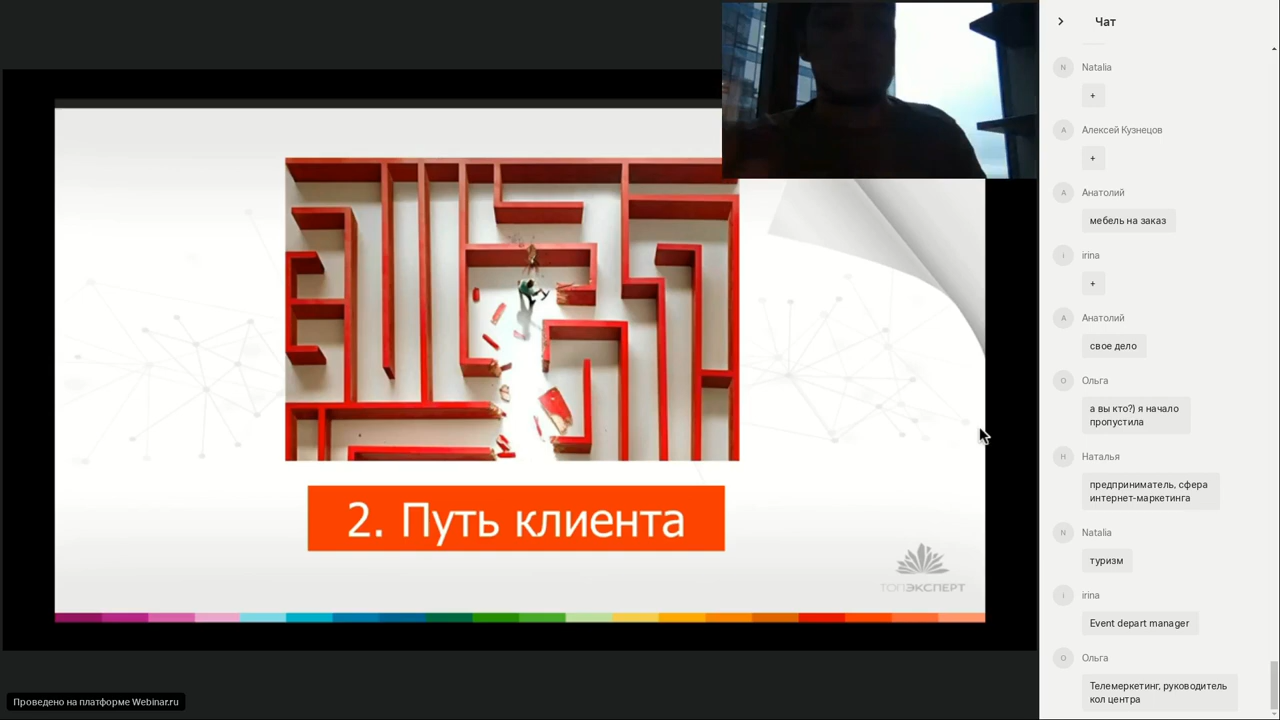 2. Путь клиента
ТОПЭКСПЕРТ
Проведено на платформе Webinar.ru
Чат
N
Natalia
+
А
Алексей Кузнецов
+
А
Анатолий
мебель на заказ
i
irina
+
А
Анатолий
свое дело
О
Ольга
а вы кто?) я начало
пропустила
Н
Наталья
предприниматель, сфера
интернет-маркетинга
N
Natalia
туризм
i
irina
Event depart manager
О
Ольга
Телемеркетинг, руководитель
кол центра